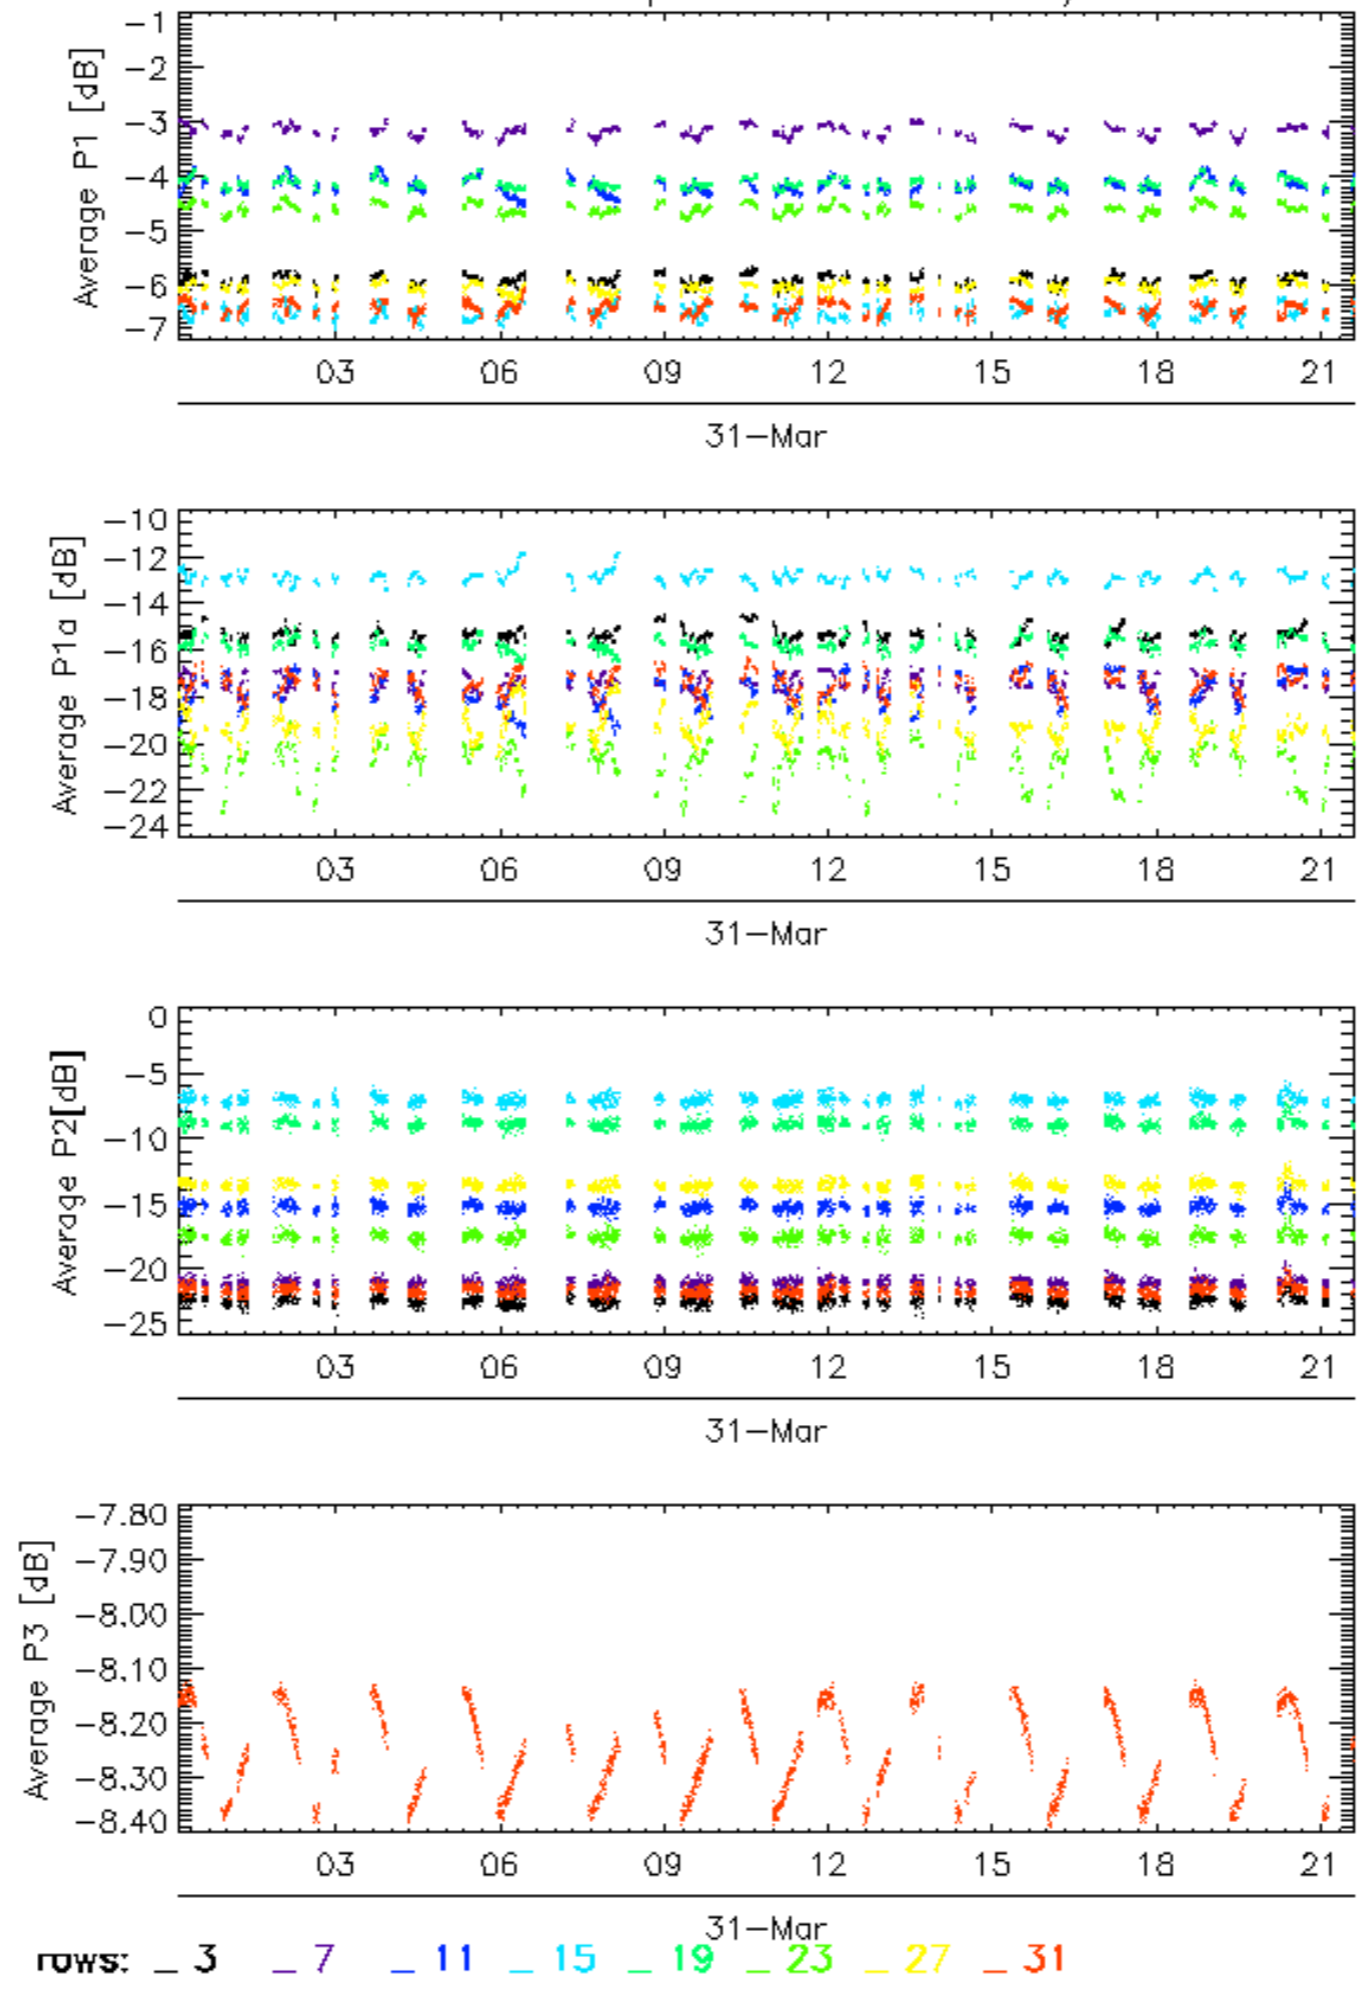 -1
-2
-3
-4
-5
-6
-7
Average P1 [dB]
03 06 09 12 15 18 21
31-Mar
-10
-12
-14
-16
-18
-20
-22
-24
Average P1a [dB]
03 06 09 12 15 18 21
31-Mar
0
-5
-10
-15
-20
-25
Average P2[dB]
03 06 09 12 15 18 21
31-Mar
-7.80
-7.90
-8.00
-8.10
-8.20
-8.30
-8.40
Average P3 [dB]
03 06 09 12 15 18 21
31-Mar
rows: _ 3 _ 7 _ 11 _ 15 _ 19 _ 23 _ 27 _ 31